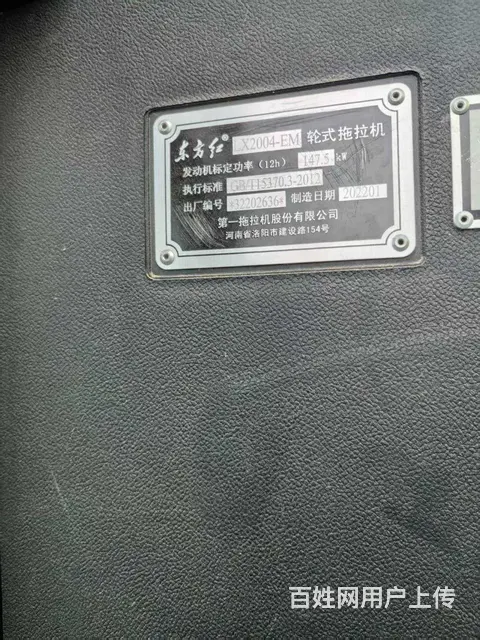 东方红® LX2004-EM 轮式拖拉机
发动机标定功率(12h) 147.5 kW
执行标准 GB/T15370.3-2012
出厂编号 制造日期 202201
第一拖拉机股份有限公司
河南省洛阳市建设路154号
百姓网用户上传